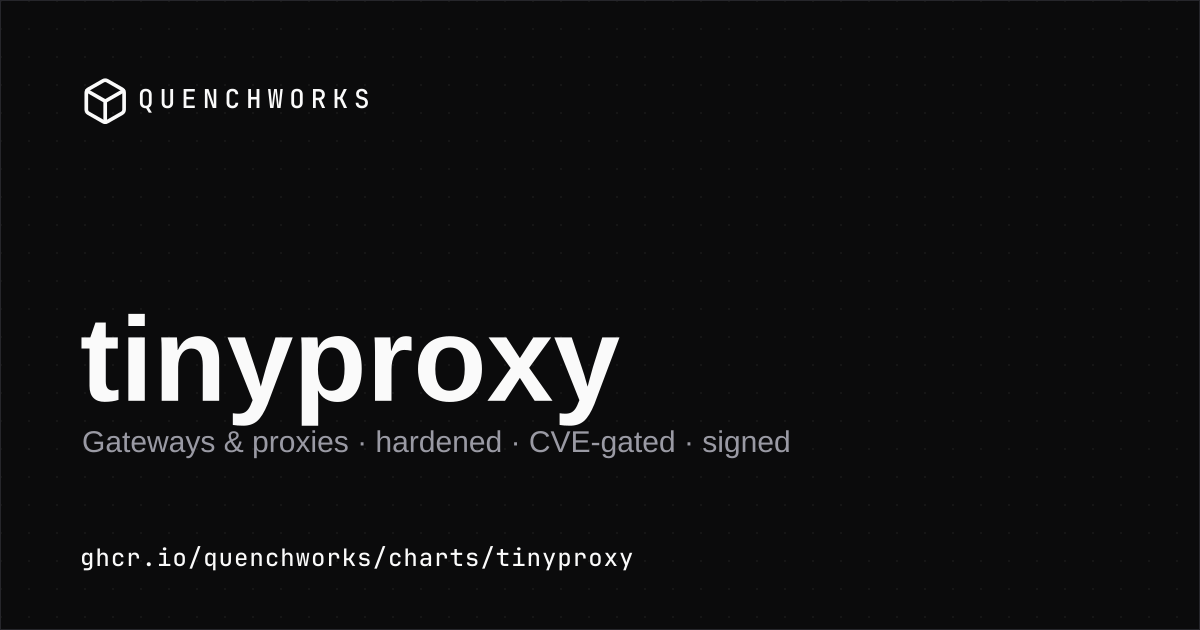 QUENCHWORKS
tinyproxy
Gateways & proxies · hardened · CVE-gated · signed
ghcr.io/quenchworks/charts/tinyproxy